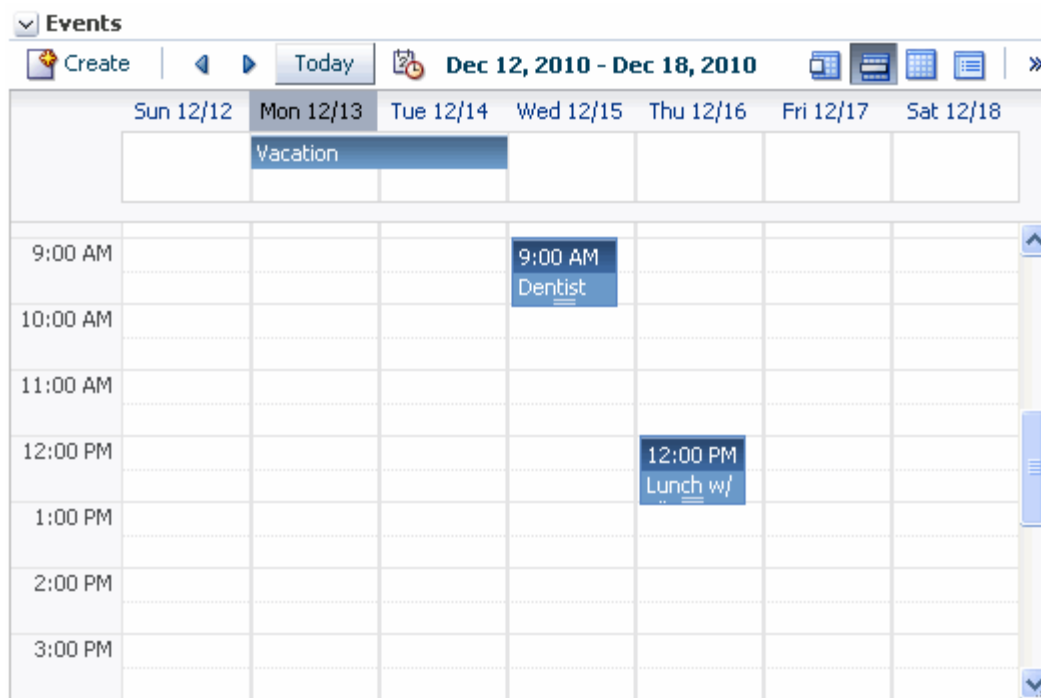 Events
Create Today Dec 12, 2010 - Dec 18, 2010 »
Sun 12/12 Mon 12/13 Tue 12/14 Wed 12/15 Thu 12/16 Fri 12/17 Sat 12/18
Vacation
9:00 AM
9:00 AM
Dentist
10:00 AM
11:00 AM
12:00 PM
12:00 PM
Lunch w/
1:00 PM
2:00 PM
3:00 PM